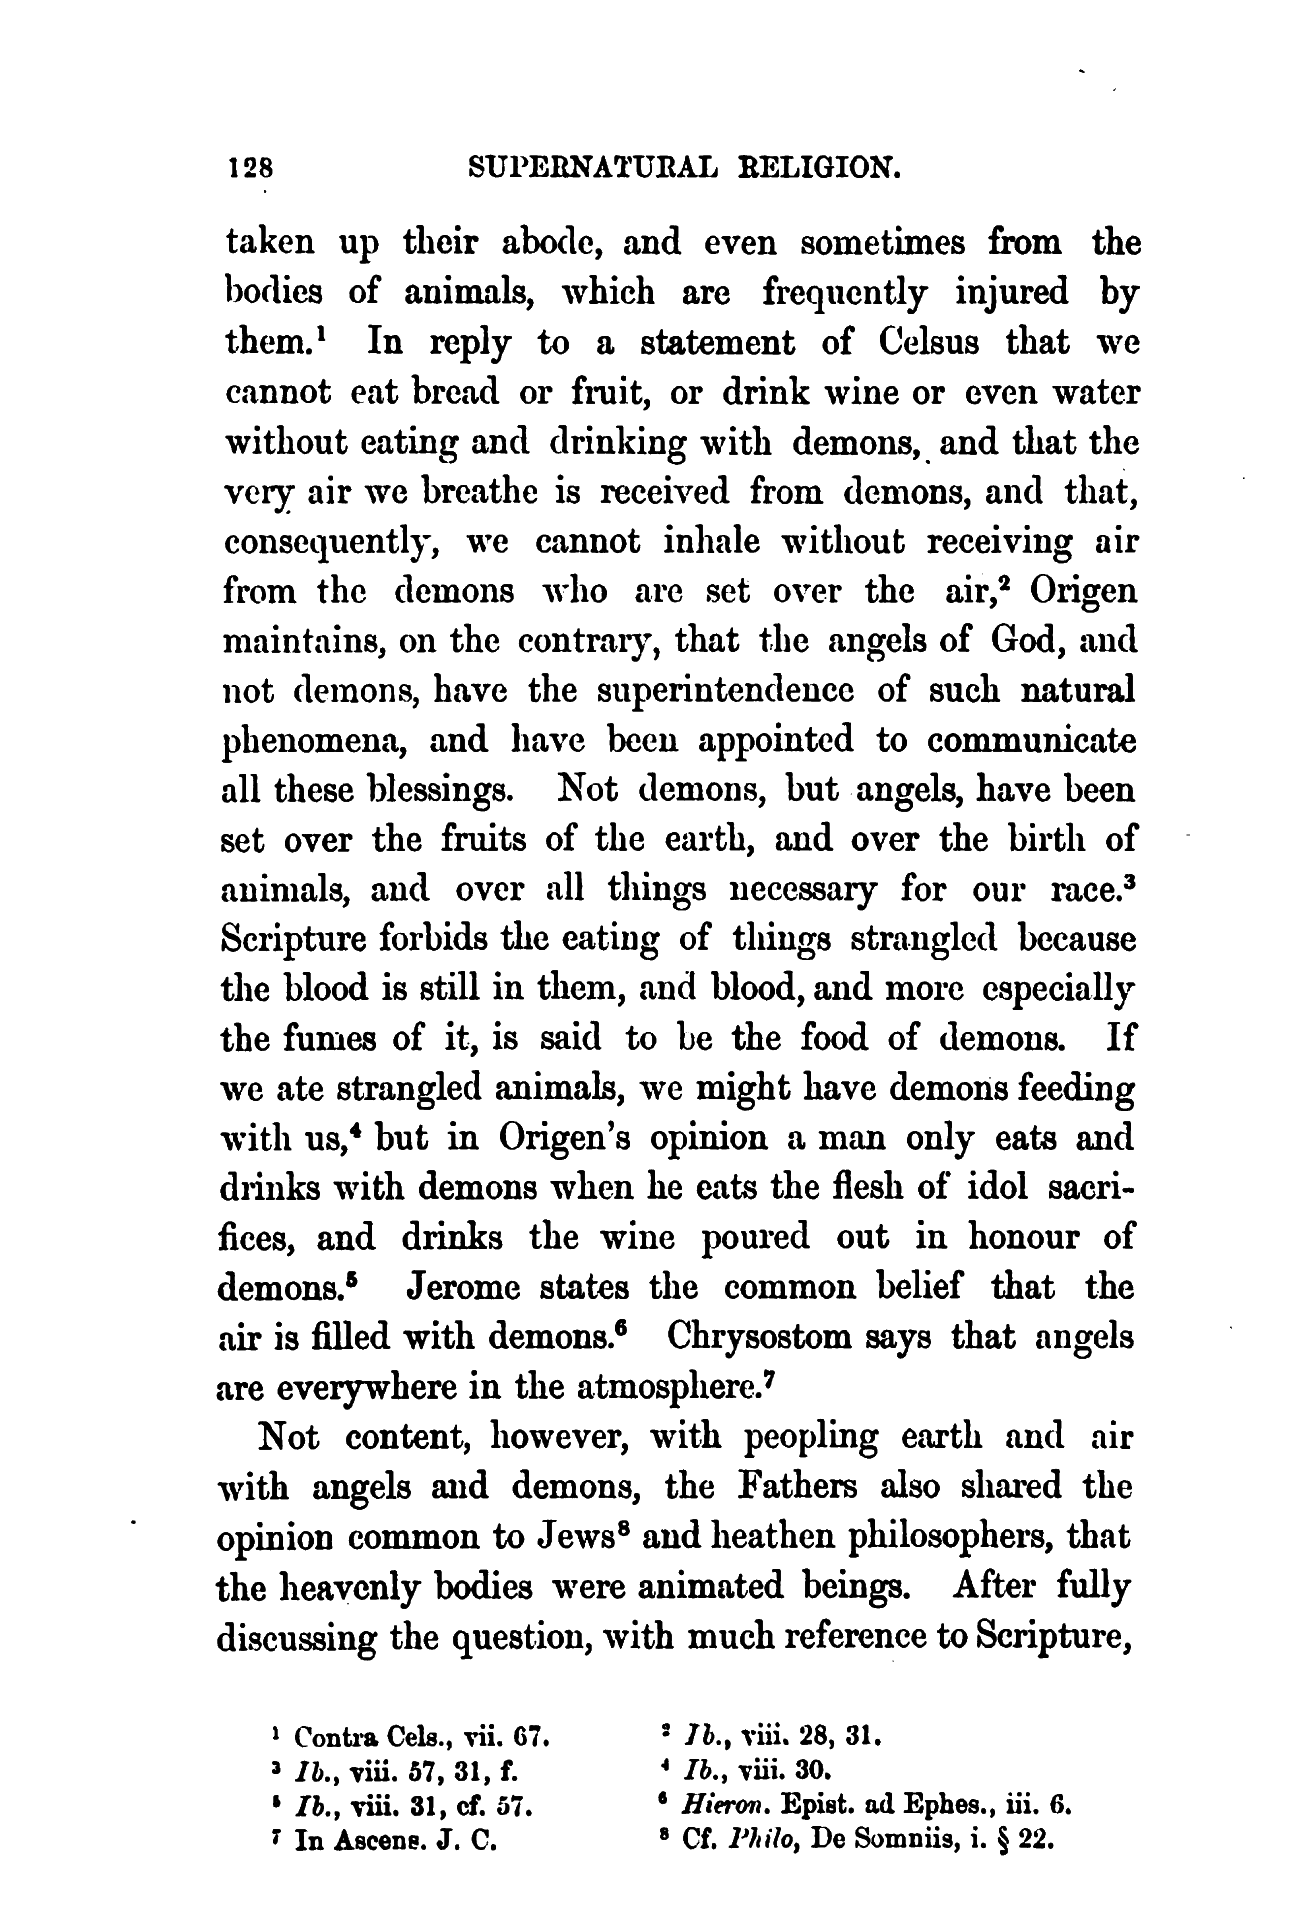 128 SUPERNATURAL RELIGION.
taken up their abode, and even sometimes from the
bodies of animals, which are frequently injured by
them.¹ In reply to a statement of Celsus that we
cannot eat bread or fruit, or drink wine or even water
without eating and drinking with demons, and that the
very air we breathe is received from demons, and that,
consequently, we cannot inhale without receiving air
from the demons who are set over the air,² Origen
maintains, on the contrary, that the angels of God, and
not demons, have the superintendence of such natural
phenomena, and have been appointed to communicate
all these blessings. Not demons, but angels, have been
set over the fruits of the earth, and over the birth of
animals, and over all things necessary for our race.³
Scripture forbids the eating of things strangled because
the blood is still in them, and blood, and more especially
the fumes of it, is said to be the food of demons. If
we ate strangled animals, we might have demons feeding
with us,⁴ but in Origen's opinion a man only eats and
drinks with demons when he eats the flesh of idol sacri-
fices, and drinks the wine poured out in honour of
demons.⁵ Jerome states the common belief that the
air is filled with demons.⁶ Chrysostom says that angels
are everywhere in the atmosphere.⁷
Not content, however, with peopling earth and air
with angels and demons, the Fathers also shared the
opinion common to Jews⁸ and heathen philosophers, that
the heavenly bodies were animated beings. After fully
discussing the question, with much reference to Scripture,
¹ Contra Cels., vii. 67. ² Ib., viii. 28, 31.
³ Ib., viii. 57, 31, f. ⁴ Ib., viii. 30.
⁵ Ib., viii. 31, cf. 57. ⁶ Hieron. Epist. ad Ephes., iii. 6.
⁷ In Ascens. J. C. ⁸ Cf. Philo, De Somniis, i. § 22.